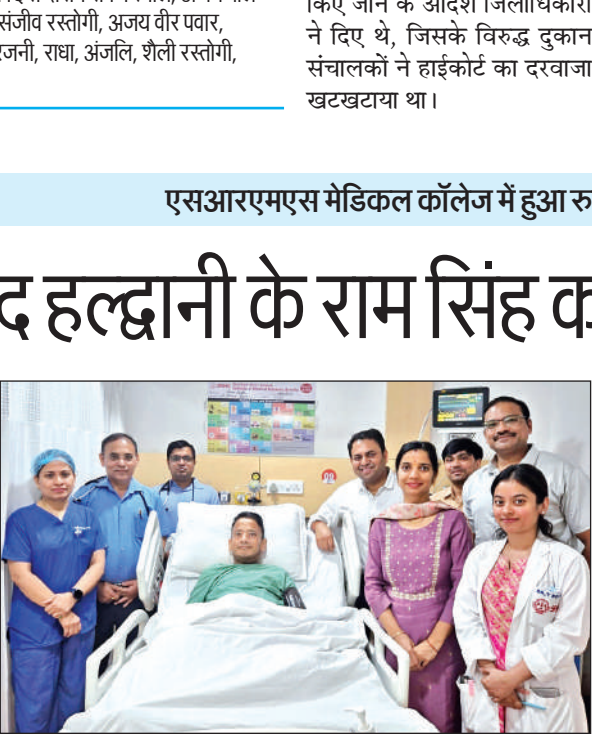 संजीव रस्तोगी, अजय वीर पवार,
रजनी, राधा, अंजलि, शैली रस्तोगी,
किए जाने के आदेश जिलाधिकारी
ने दिए थे, जिसके विरुद्ध दुकान
संचालकों ने हाईकोर्ट का दरवाजा
खटखटाया था।
एसआरएमएस मेडिकल कॉलेज में हुआ
हल्द्वानी के राम सिंह